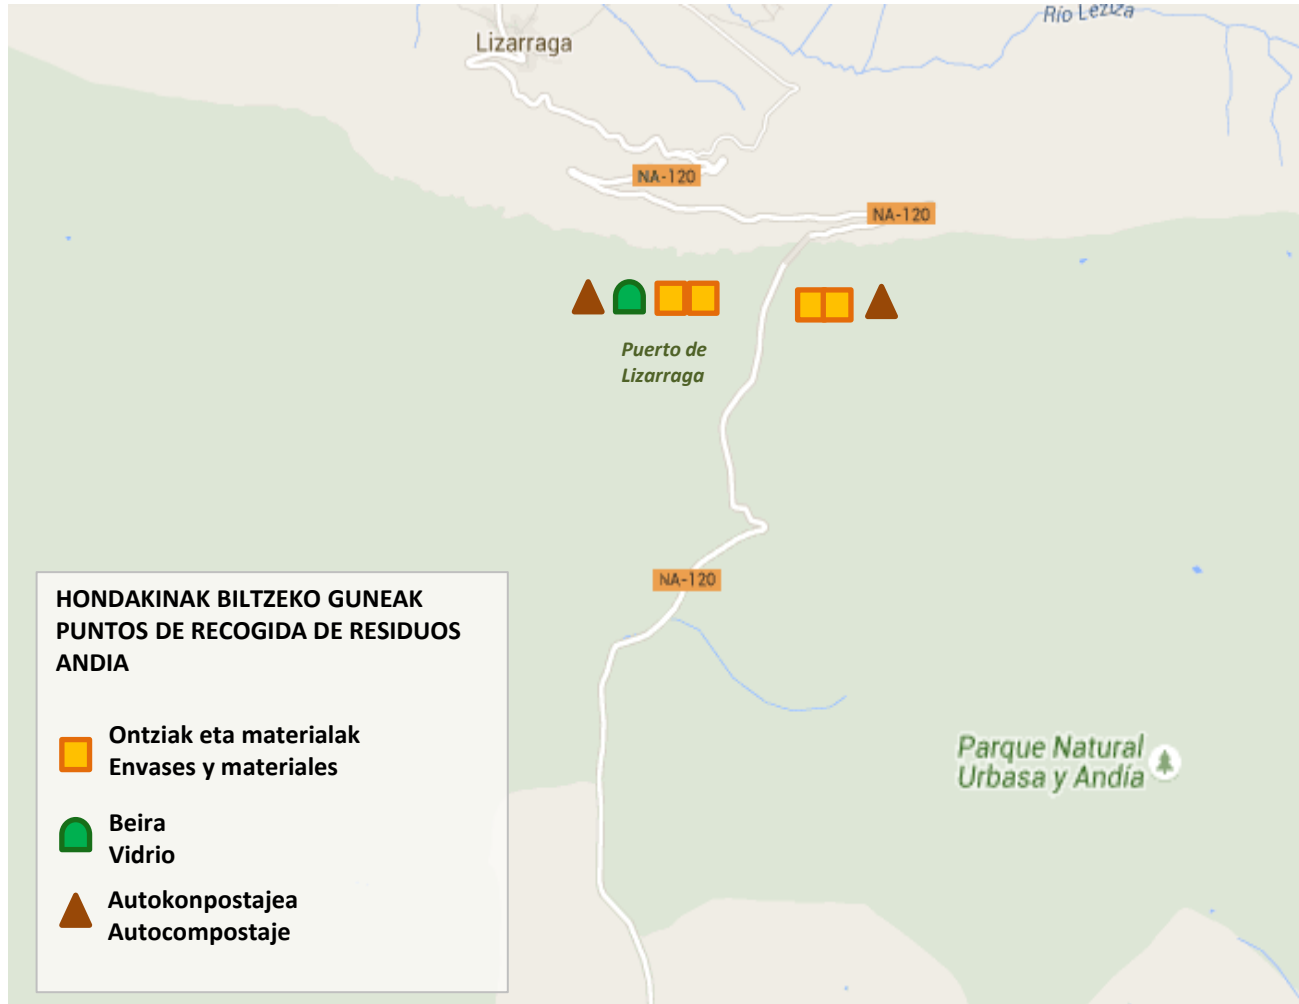 Río Leziza
Lizarraga
NA-120
NA-120
Puerto de
Lizarraga
NA-120
HONDAKINAK BILTZEKO GUNEAK
PUNTOS DE RECOGIDA DE RESIDUOS
ANDIA
Ontziak eta materialak
Envases y materiales
Beira
Vidrio
Autokonpostajea
Autocompostaje
Parque Natural
Urbasa y Andía